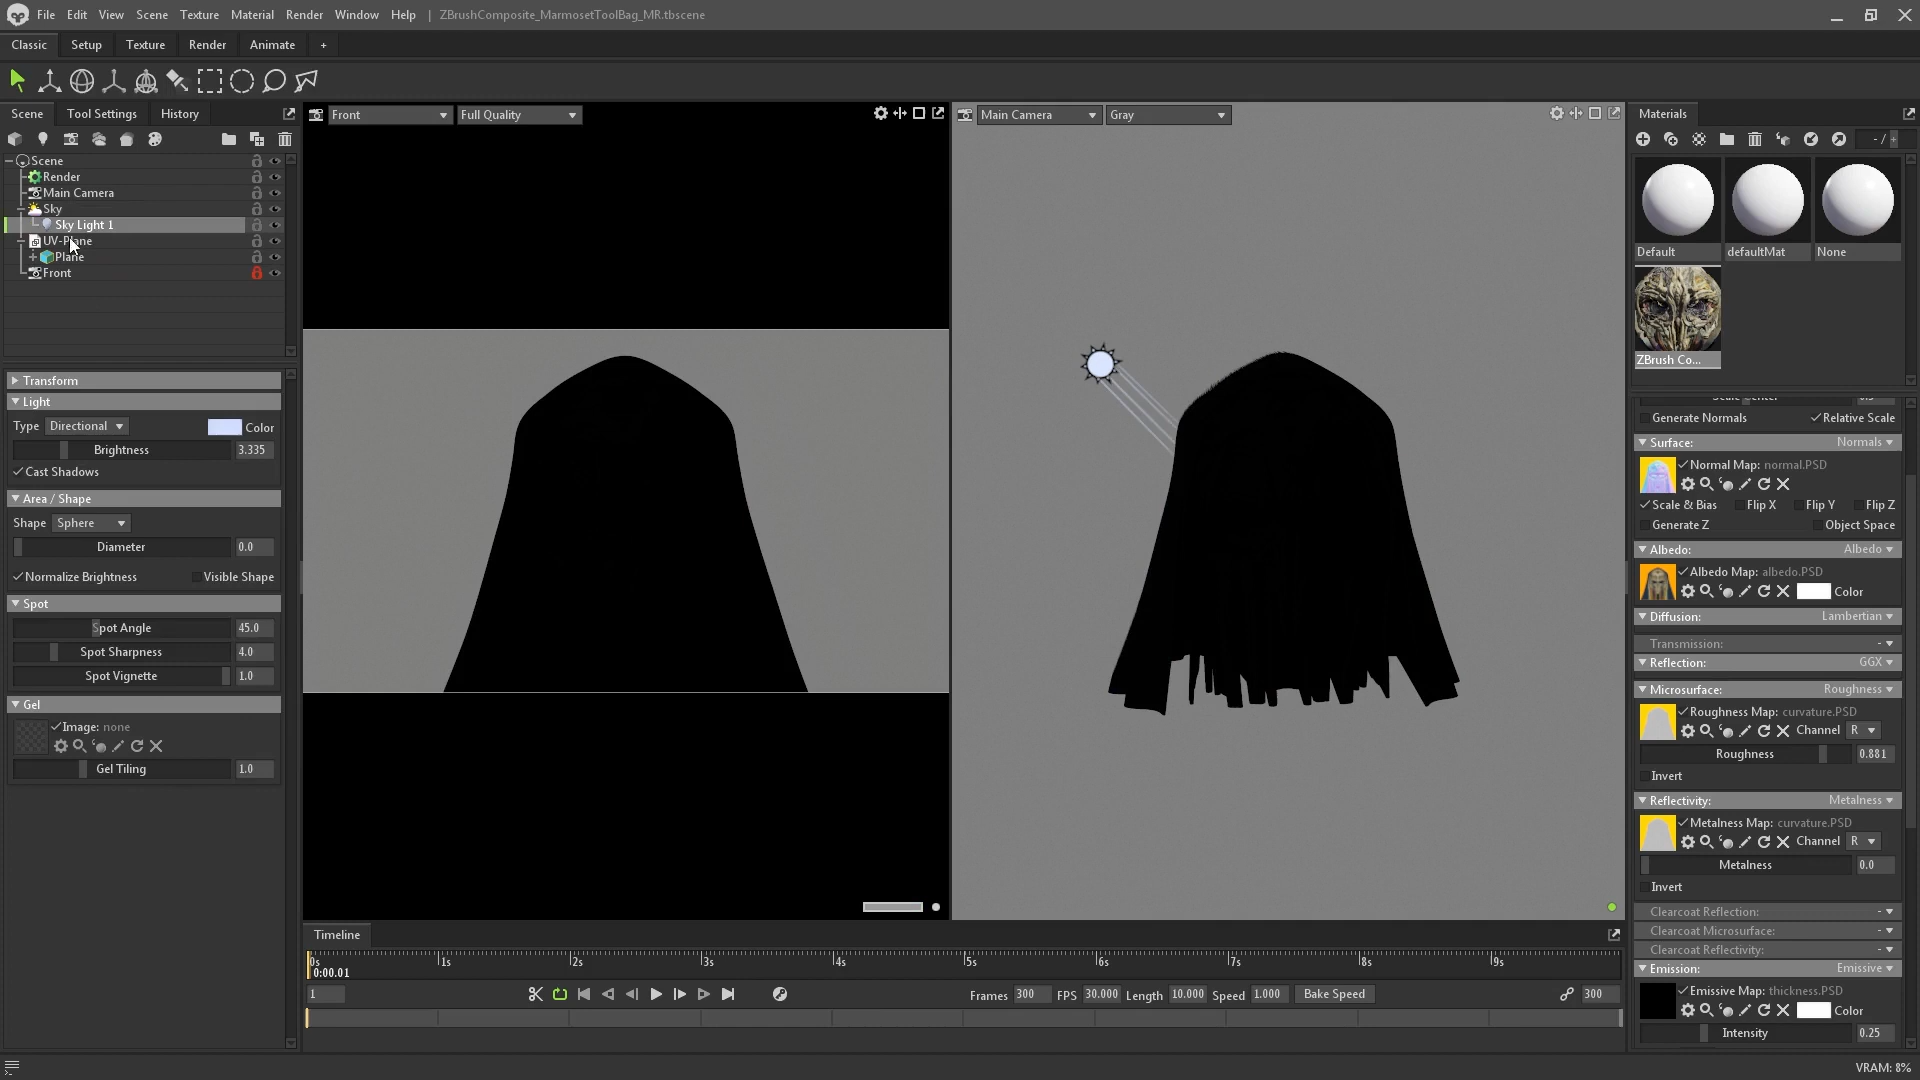 File Edit View Scene Texture Material Render Window Help | ZBrushComposite_MarmosetToolBag_MR.tbscene
Classic Setup Texture Render Animate +
Scene Tool Settings History
Scene
Render
Main Camera
Sky
Sky Light 1
UV-Plane
Plane
Front
Transform
Light
Type Directional Color
Brightness 3.335
Cast Shadows
Area / Shape
Shape Sphere
Diameter 0.0
Normalize Brightness Visible Shape
Spot
Spot Angle 45.0
Spot Sharpness 4.0
Spot Vignette 1.0
Gel
Image: none
Gel Tiling 1.0
Front Full Quality
Main Camera Gray
Timeline
0s 1s 2s 3s 4s 5s 6s 7s 8s 9s
0:00.01
1 Frames 300 FPS 30.000 Length 10.000 Speed 1.000 Bake Speed 300
Materials
- / +
Default defaultMat None
ZBrush Co...
Generate Normals Relative Scale
Surface: Normals
Normal Map: normal.PSD
Scale & Bias Flip X Flip Y Flip Z
Generate Z Object Space
Albedo: Albedo
Albedo Map: albedo.PSD
Color
Diffusion: Lambertian
Transmission: -
Reflection: GGX
Microsurface: Roughness
Roughness Map: curvature.PSD
Channel R
Roughness 0.881
Invert
Reflectivity: Metalness
Metalness Map: curvature.PSD
Channel R
Metalness 0.0
Invert
Clearcoat Reflection: -
Clearcoat Microsurface: -
Clearcoat Reflectivity: -
Emission: Emissive
Emissive Map: thickness.PSD
Color
Intensity 0.25
VRAM: 8%